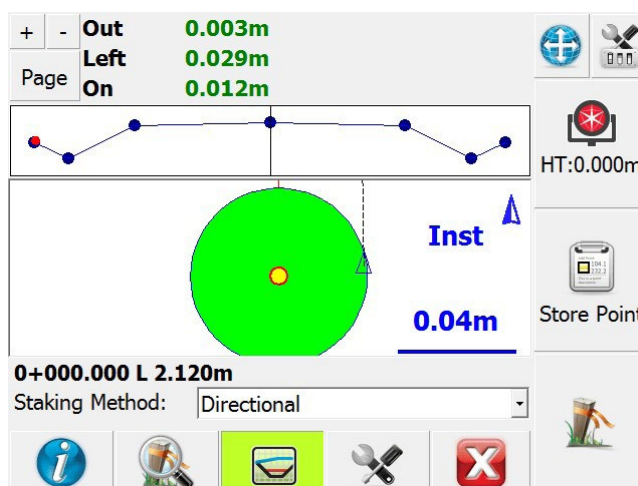 + - Out 0.003m
Left 0.029m
Page
On 0.012m
HT:0.000m
Inst
0.04m
Store Point
0+000.000 L 2.120m
Staking Method: Directional